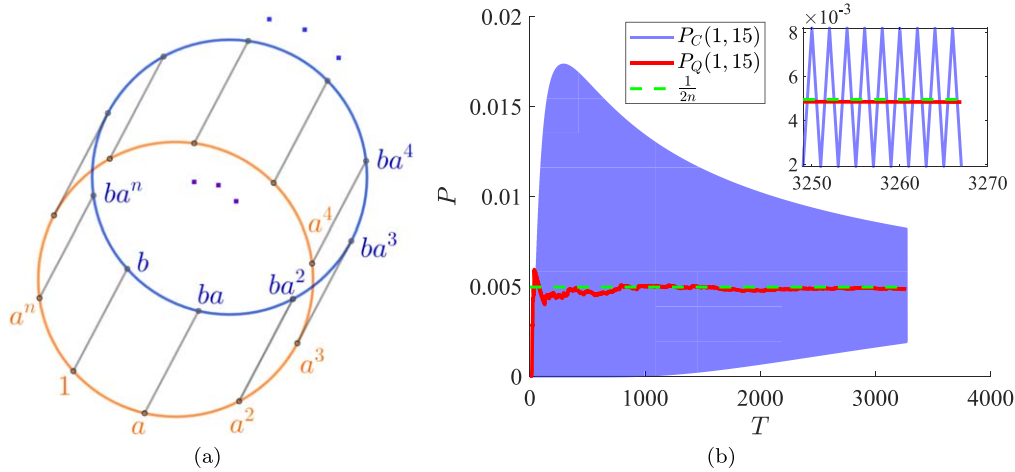 ba^4
ba^n
a^4
ba^3
b
ba^2
ba
a^n
a^3
1
a^2
a
(a)
0.02
0.015
0.01
0.005
0
P
0
1000
2000
3000
4000
T
P_C(1, 15)
P_Q(1, 15)
\frac{1}{2n}
×10^{-3}
8
6
4
2
3250
3260
3270
(b)